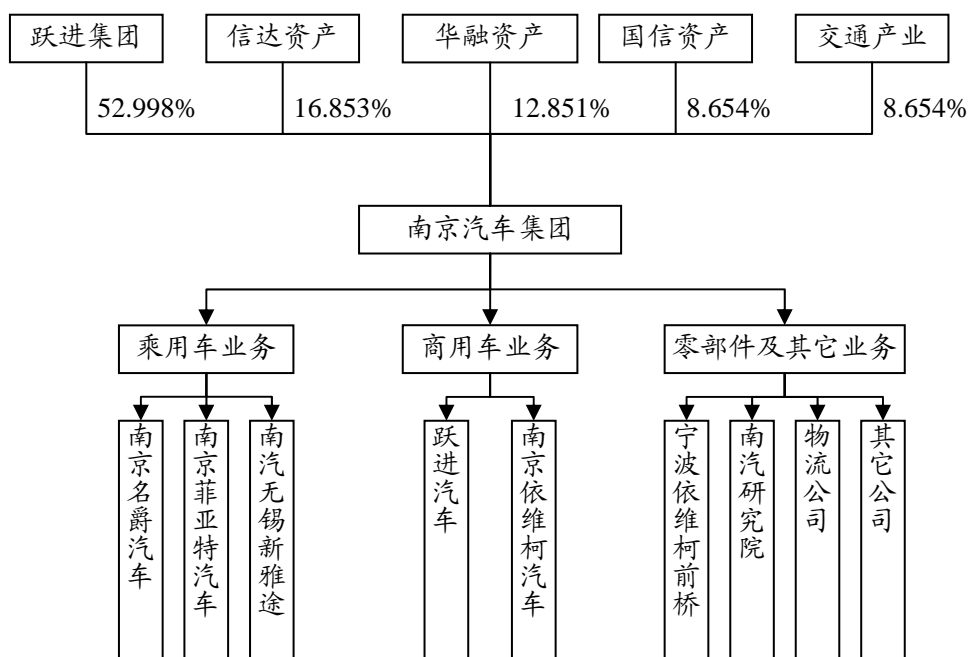 跃进集团
信达资产
华融资产
国信资产
交通产业
52.998%
16.853%
12.851%
8.654%
8.654%
南京汽车集团
乘用车业务
商用车业务
零部件及其它业务
南京名爵汽车
南京菲亚特汽车
南汽无锡新雅途
跃进汽车
南京依维柯汽车
宁波依维柯前桥
南汽研究院
物流公司
其它公司